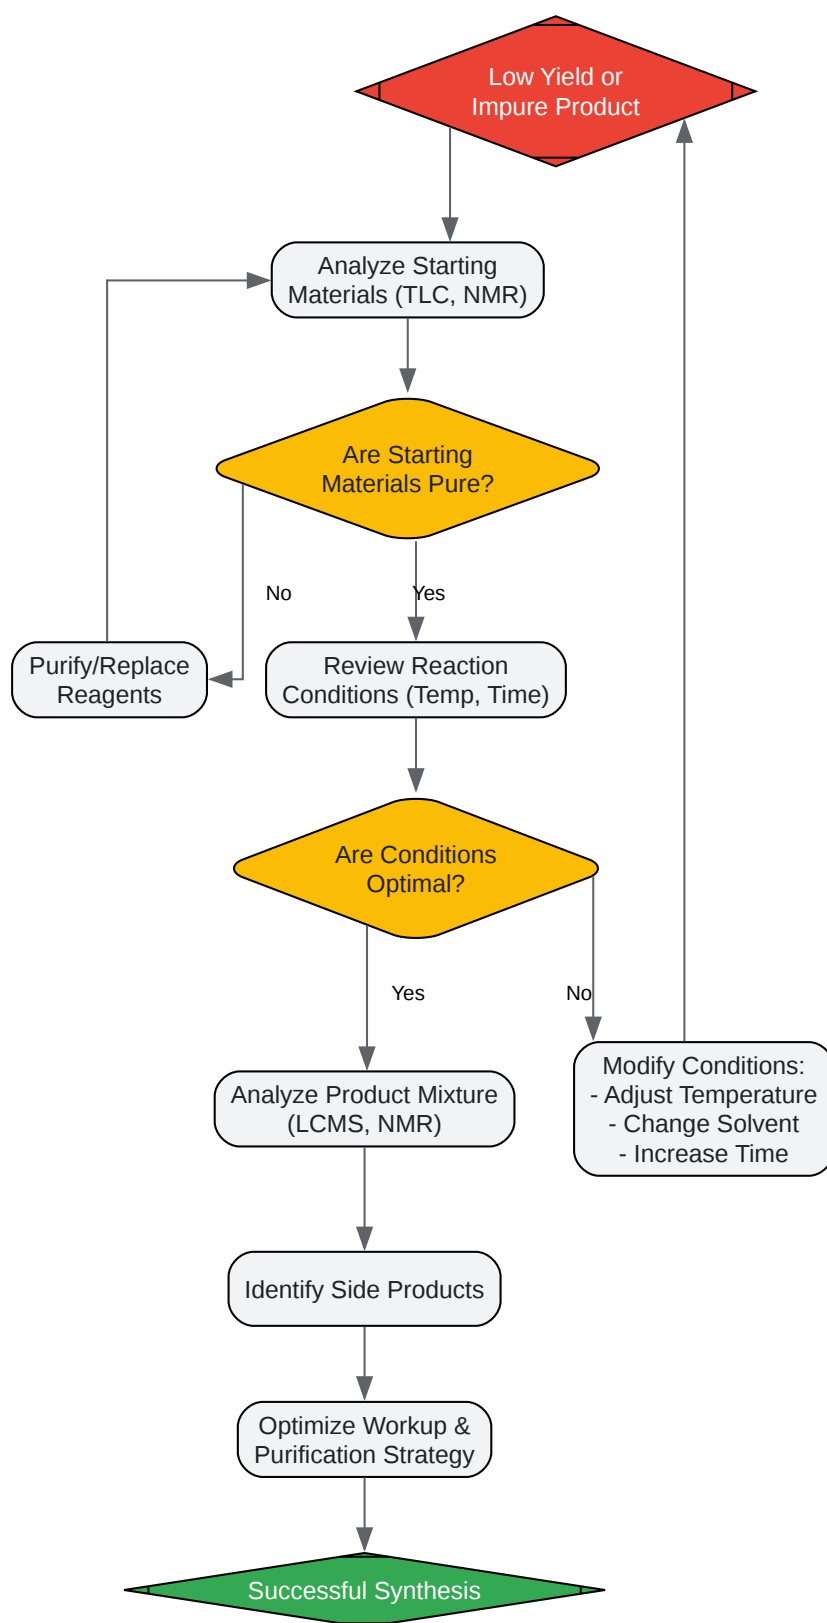 Low Yield or
Impure Product
Analyze Starting
Materials (TLC, NMR)
Are Starting
Materials Pure?
No
Yes
Purify/Replace
Reagents
Review Reaction
Conditions (Temp, Time)
Are Conditions
Optimal?
Yes
No
Modify Conditions:
- Adjust Temperature
- Change Solvent
- Increase Time
Analyze Product Mixture
(LCMS, NMR)
Identify Side Products
Optimize Workup &
Purification Strategy
Successful Synthesis